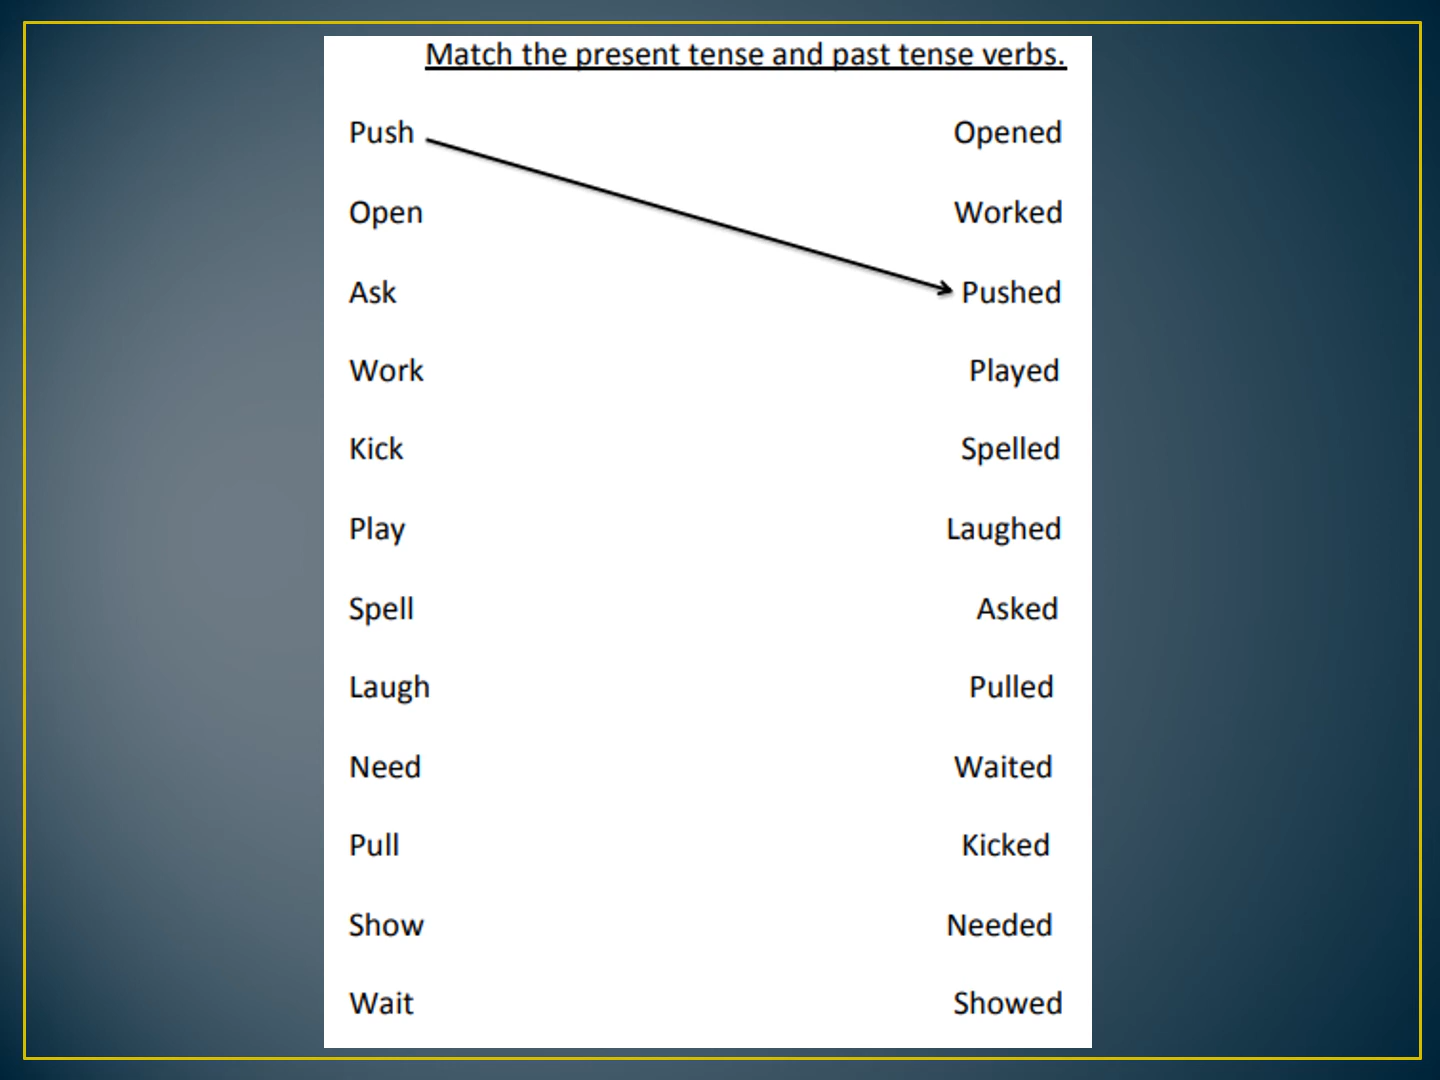 Match the present tense and past tense verbs.
Push Opened
Open Worked
Ask Pushed
Work Played
Kick Spelled
Play Laughed
Spell Asked
Laugh Pulled
Need Waited
Pull Kicked
Show Needed
Wait Showed